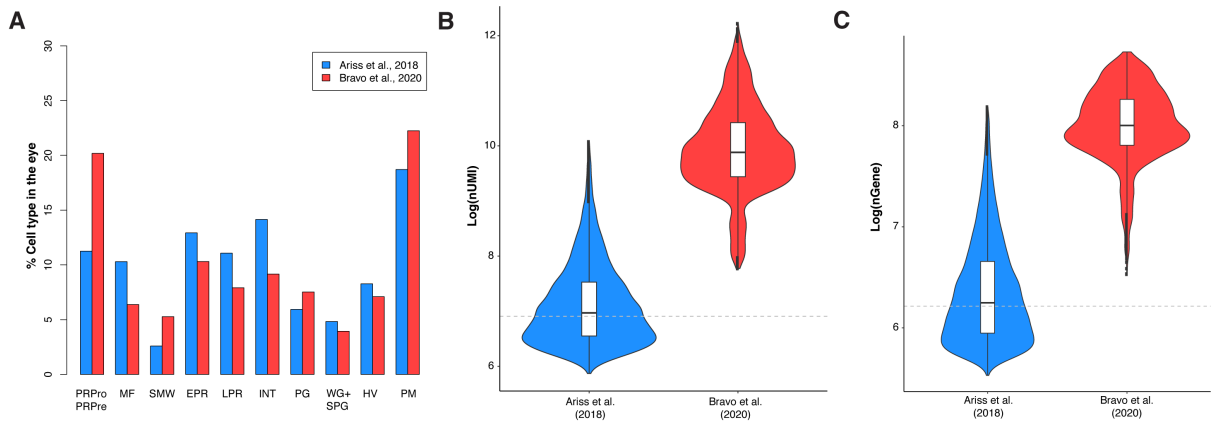 A
% Cell type in the eye
30
25
20
15
10
5
0
Ariss et al., 2018
Bravo et al., 2020
PRPro
PRPre
MF
SMW
EPR
LPR
INT
PG
WG+
SPG
HV
PM
B
Log(nUMI)
12
10
8
6
Ariss et al.
(2018)
Bravo et al.
(2020)
C
Log(nGene)
8
7
6
Ariss et al.
(2018)
Bravo et al.
(2020)